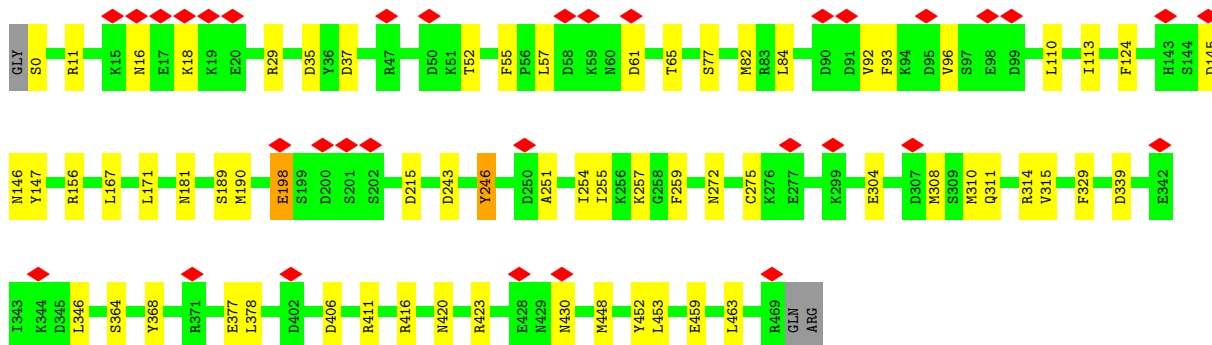 GLY S0 R11 K15 N16 E17 K18 K19 E20 R29 D35 Y36 D37 R47 D50 K51 T52 F55 P56 L57 D58 K59 N60 D61 T65 S77 M82 R83 L84 D90 D91 V92 F93 K94 D95 V96 S97 E98 D99 L110 I113 F124 H143 S144 D145
N146 Y147 R156 L167 L171 N181 S189 M190 E198 S199 D200 S201 S202 D215 D243 Y246 D250 A251 I254 I255 K256 K257 G258 F259 N272 C275 K276 E277 K299 E304 D307 M308 S309 M310 Q311 R314 V315 F329 D339 E342
I343 K344 D345 L346 S364 Y368 R371 E377 L378 D402 D406 R411 R416 N420 R423 E428 N429 N430 M448 Y452 L453 E459 L463 R469 GLN ARG